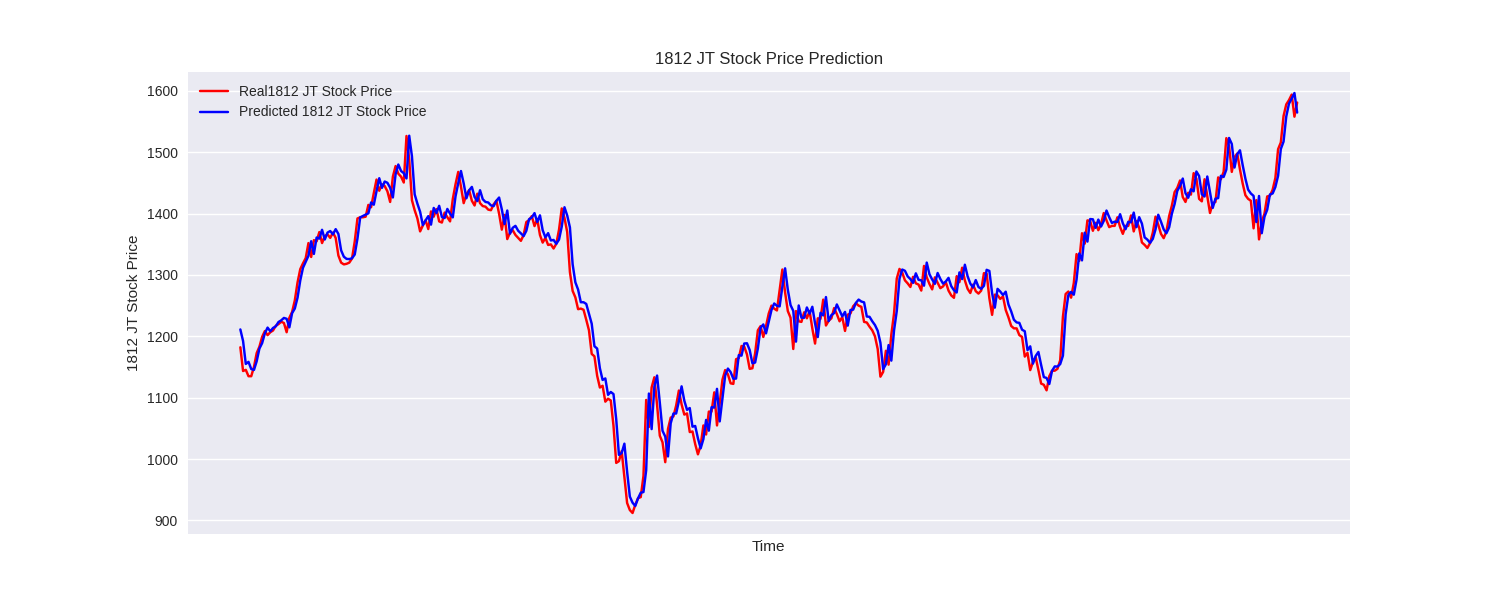 1812 JT Stock Price Prediction
Real1812 JT Stock Price
Predicted 1812 JT Stock Price
1600
1500
1400
1300
1200
1100
1000
900
1812 JT Stock Price
Time